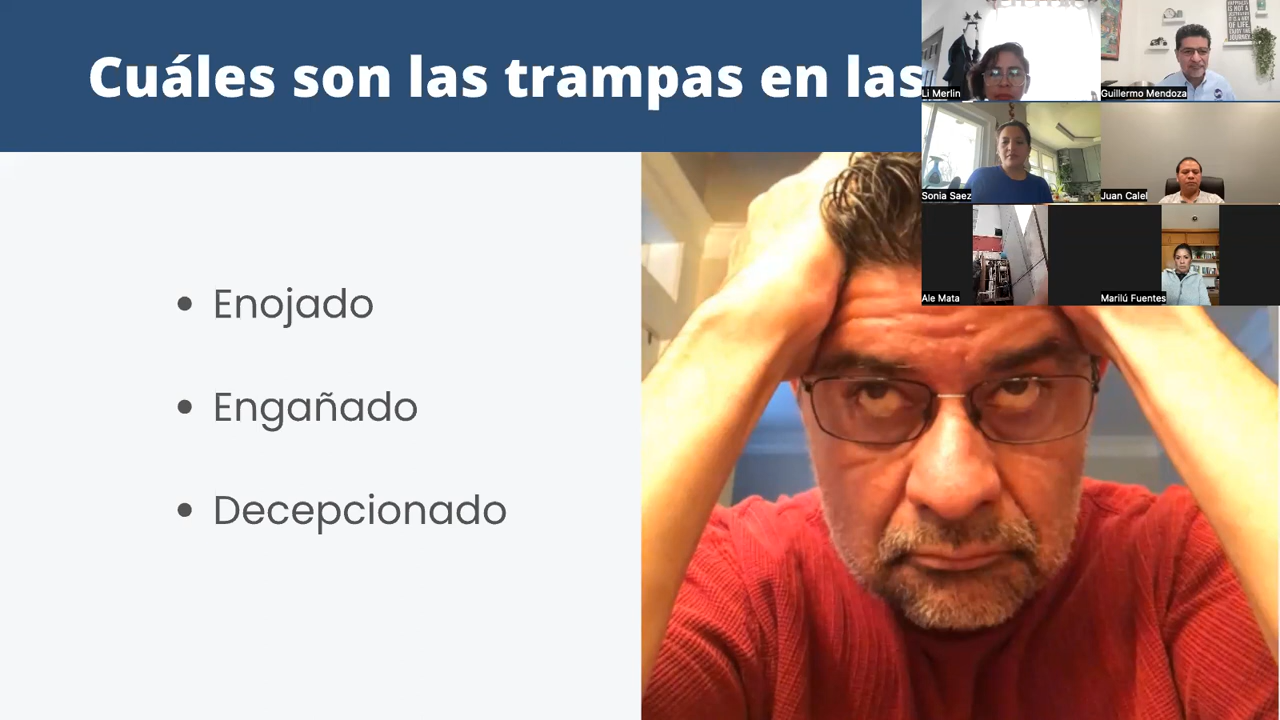 Cuáles son las trampas en las
Li Merlin
Guillermo Mendoza
Sonia Saez
Juan Calel
Ale Mata
Marilú Fuentes
• Enojado
• Engañado
• Decepcionado